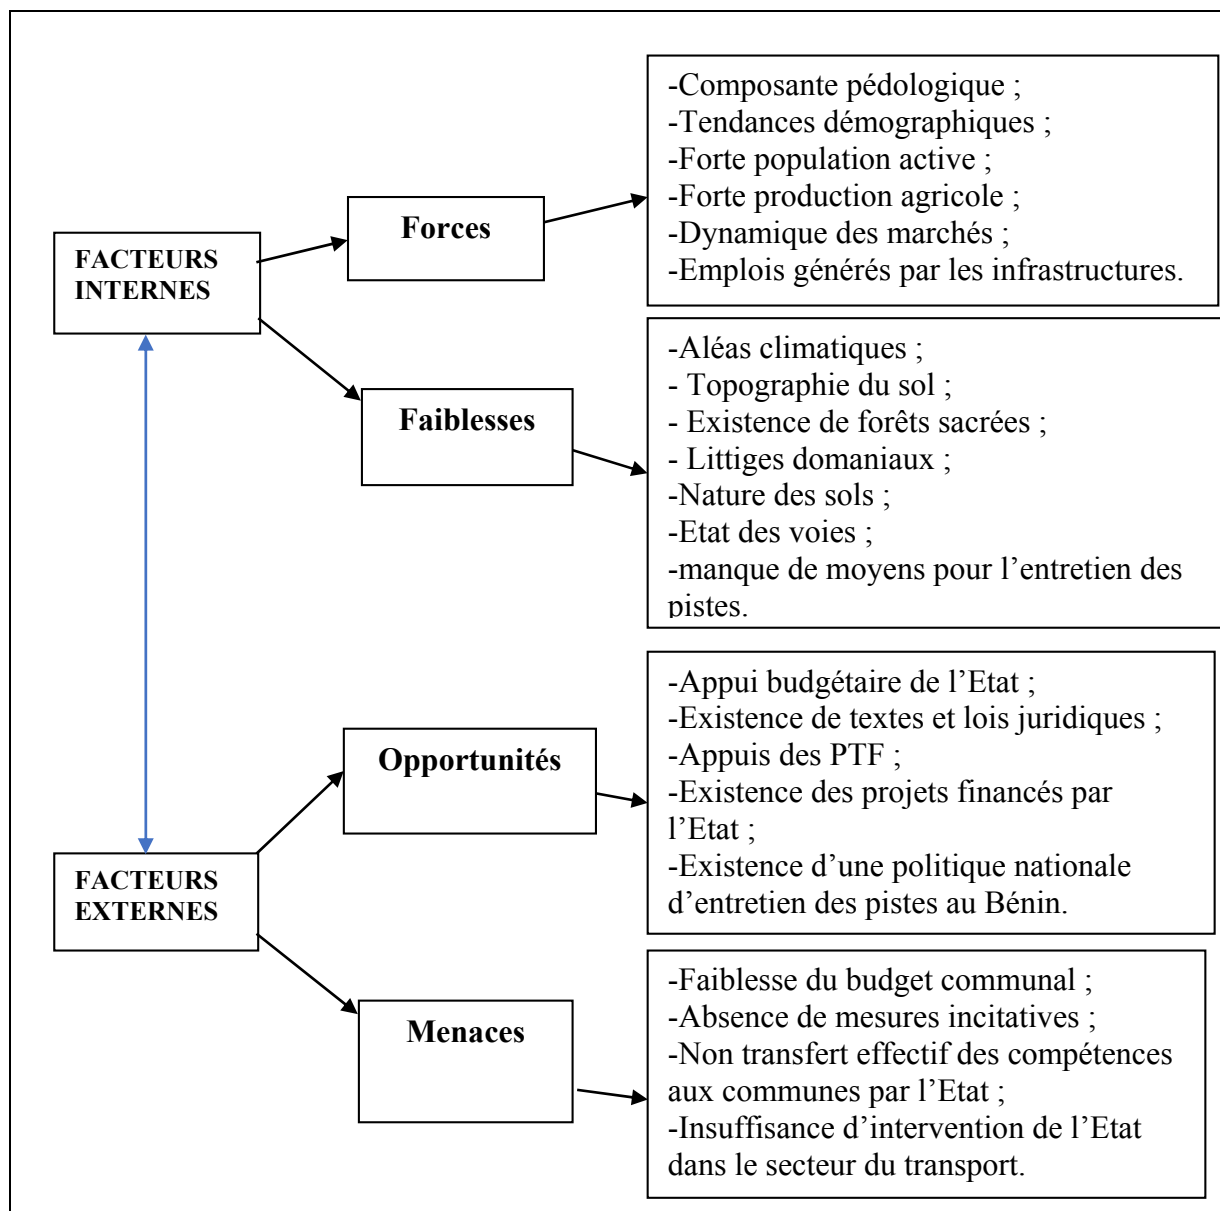 FACTEURS
INTERNES
Forces
-Composante pédologique ;
-Tendances démographiques ;
-Forte population active ;
-Forte production agricole ;
-Dynamique des marchés ;
-Emplois générés par les infrastructures.
Faiblesses
-Aléas climatiques ;
- Topographie du sol ;
- Existence de forêts sacrées ;
- Littiges domaniaux ;
-Nature des sols ;
-Etat des voies ;
-manque de moyens pour l’entretien des
pistes.
FACTEURS
EXTERNES
Opportunités
-Appui budgétaire de l’Etat ;
-Existence de textes et lois juridiques ;
-Appuis des PTF ;
-Existence des projets financés par
l’Etat ;
-Existence d’une politique nationale
d’entretien des pistes au Bénin.
Menaces
-Faiblesse du budget communal ;
-Absence de mesures incitatives ;
-Non transfert effectif des compétences
aux communes par l’Etat ;
-Insuffisance d’intervention de l’Etat
dans le secteur du transport.